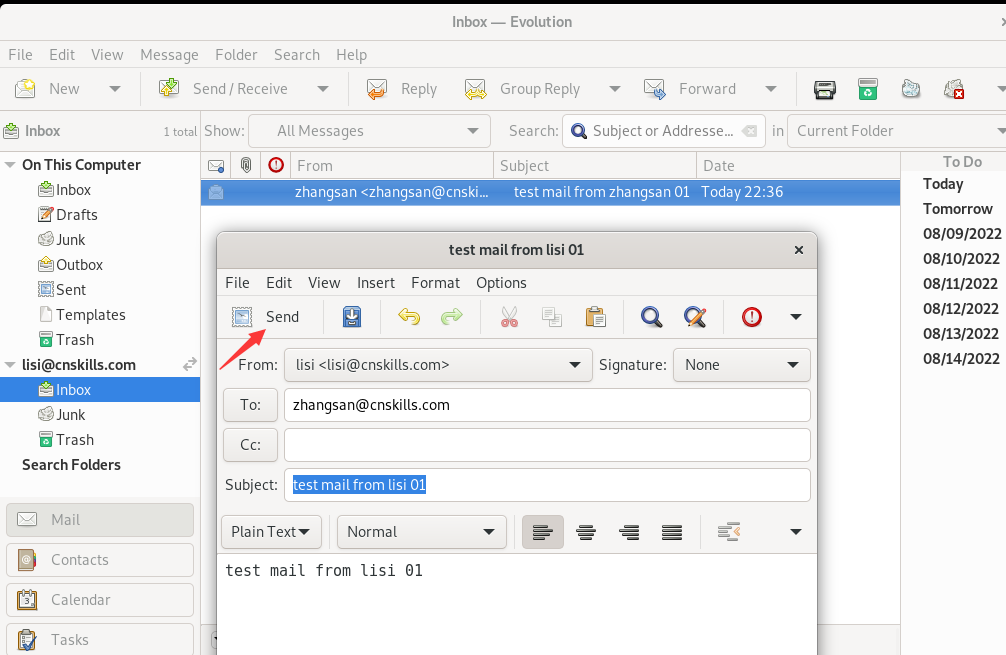 Inbox — Evolution
File Edit View Message Folder Search Help
New Send / Receive Reply Group Reply Forward
Inbox 1 total Show: All Messages Search: Subject or Addresse... in Current Folder
On This Computer
Inbox
Drafts
Junk
Outbox
Sent
Templates
Trash
lisi@cnskills.com
Inbox
Junk
Trash
Search Folders
Mail
Contacts
Calendar
Tasks
From Subject Date
zhangsan <zhangsan@cnski... test mail from zhangsan 01 Today 22:36
To Do
Today
Tomorrow
08/09/2022
08/10/2022
08/11/2022
08/12/2022
08/13/2022
08/14/2022
test mail from lisi 01
File Edit View Insert Format Options
Send
From: lisi <lisi@cnskills.com> Signature: None
To: zhangsan@cnskills.com
Cc:
Subject: test mail from lisi 01
Plain Text Normal
test mail from lisi 01